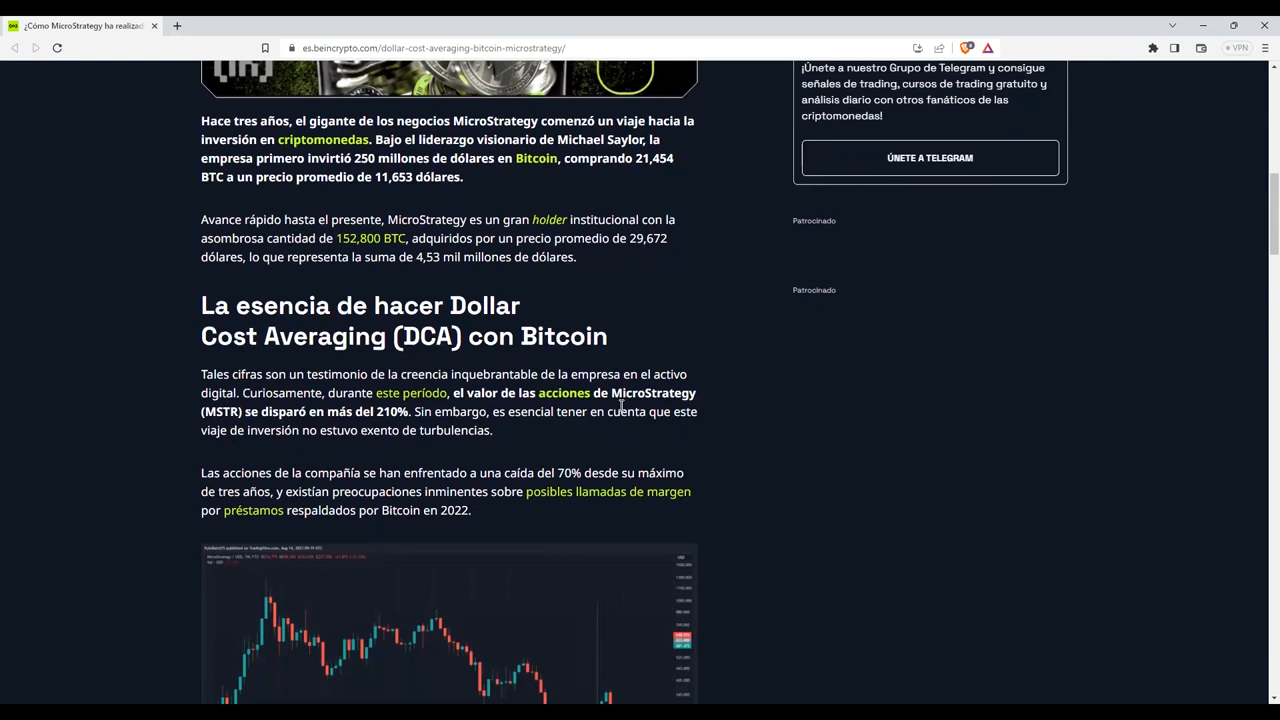 ¿Cómo MicroStrategy ha realizad
es.beincrypto.com/dollar-cost-averaging-bitcoin-microstrategy/
VPN
Hace tres años, el gigante de los negocios MicroStrategy comenzó un viaje hacia la
inversión en criptomonedas. Bajo el liderazgo visionario de Michael Saylor, la
empresa primero invirtió 250 millones de dólares en Bitcoin, comprando 21,454
BTC a un precio promedio de 11,653 dólares.
Avance rápido hasta el presente, MicroStrategy es un gran holder institucional con la
asombrosa cantidad de 152,800 BTC, adquiridos por un precio promedio de 29,672
dólares, lo que representa la suma de 4,53 mil millones de dólares.
La esencia de hacer Dollar
Cost Averaging (DCA) con Bitcoin
Tales cifras son un testimonio de la creencia inquebrantable de la empresa en el activo
digital. Curiosamente, durante este período, el valor de las acciones de MicroStrategy
(MSTR) se disparó en más del 210%. Sin embargo, es esencial tener en cuenta que este
viaje de inversión no estuvo exento de turbulencias.
Las acciones de la compañía se han enfrentado a una caída del 70% desde su máximo
de tres años, y existían preocupaciones inminentes sobre posibles llamadas de margen
por préstamos respaldados por Bitcoin en 2022.
USD
¡Únete a nuestro Grupo de Telegram y consigue
señales de trading, cursos de trading gratuito y
análisis diario con otros fanáticos de las
criptomonedas!
ÚNETE A TELEGRAM
Patrocinado
Patrocinado